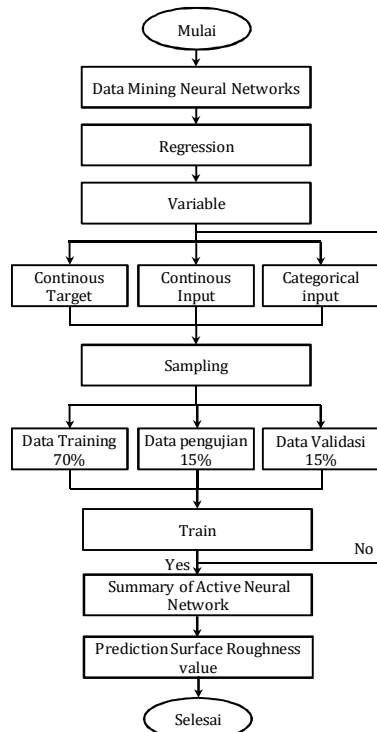 Mulai
Data Mining Neural Networks
Regression
Variable
Continous
Target
Continous
Input
Categorical
input
Sampling
Data Training
70%
Data pengujian
15%
Data Validasi
15%
Train
No
Yes
Summary of Active Neural
Network
Prediction Surface Roughness
value
Selesai